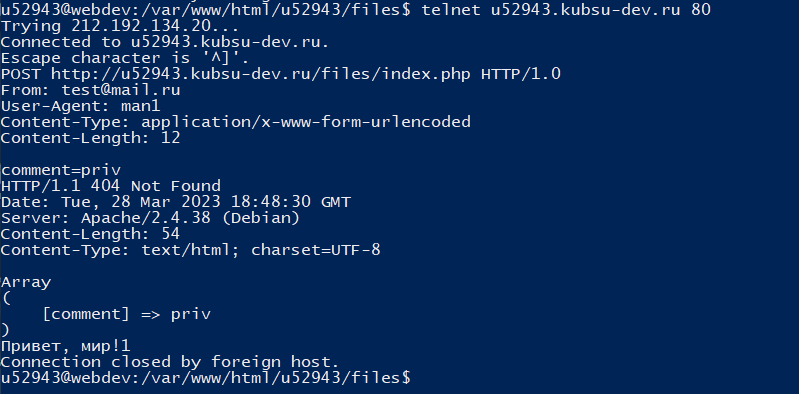 u52943@webdev:/var/www/html/u52943/files$ telnet u52943.kubsu-dev.ru 80
Trying 212.192.134.20...
Connected to u52943.kubsu-dev.ru.
Escape character is '^]'.
POST http://u52943.kubsu-dev.ru/files/index.php HTTP/1.0
From: test@mail.ru
User-Agent: man1
Content-Type: application/x-www-form-urlencoded
Content-Length: 12

comment=priv
HTTP/1.1 404 Not Found
Date: Tue, 28 Mar 2023 18:48:30 GMT
Server: Apache/2.4.38 (Debian)
Content-Length: 54
Content-Type: text/html; charset=UTF-8

Array
(
    [comment] => priv
)
Привет, мир!1
Connection closed by foreign host.
u52943@webdev:/var/www/html/u52943/files$